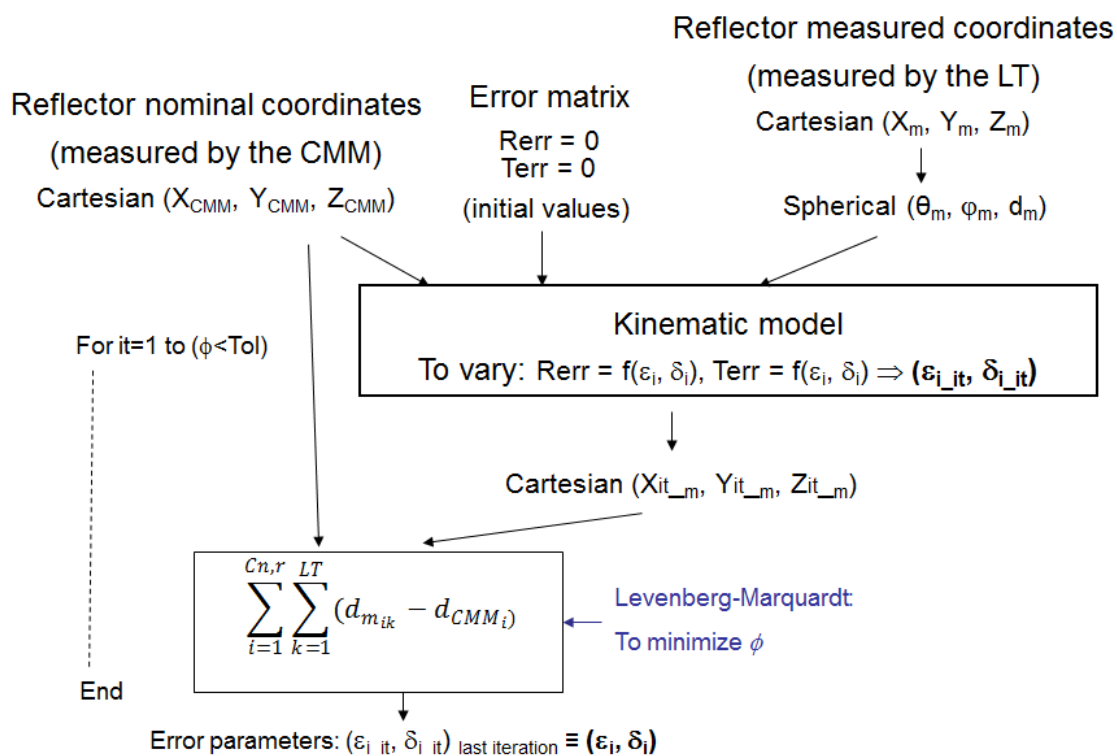 Reflector measured coordinates
(measured by the LT)
Cartesian (Xm, Ym, Zm)
Spherical (θm, φm, dm)
Error matrix
Rerr = 0
Terr = 0
(initial values)
Reflector nominal coordinates
(measured by the CMM)
Cartesian (XCMM, YCMM, ZCMM)
Kinematic model
To vary: Rerr = f(εi, δi), Terr = f(εi, δi) ⇒ (εi_it, δi_it)
For it=1 to (ϕ<Tol)
Cartesian (Xit_m, Yit_m, Zit_m)
Cn,r LT
∑ ∑ (dmik − dCMMi)
i=1 k=1
Levenberg-Marquardt:
To minimize ϕ
End
Error parameters: (εi_it, δi_it) last iteration ≡ (εi, δi)